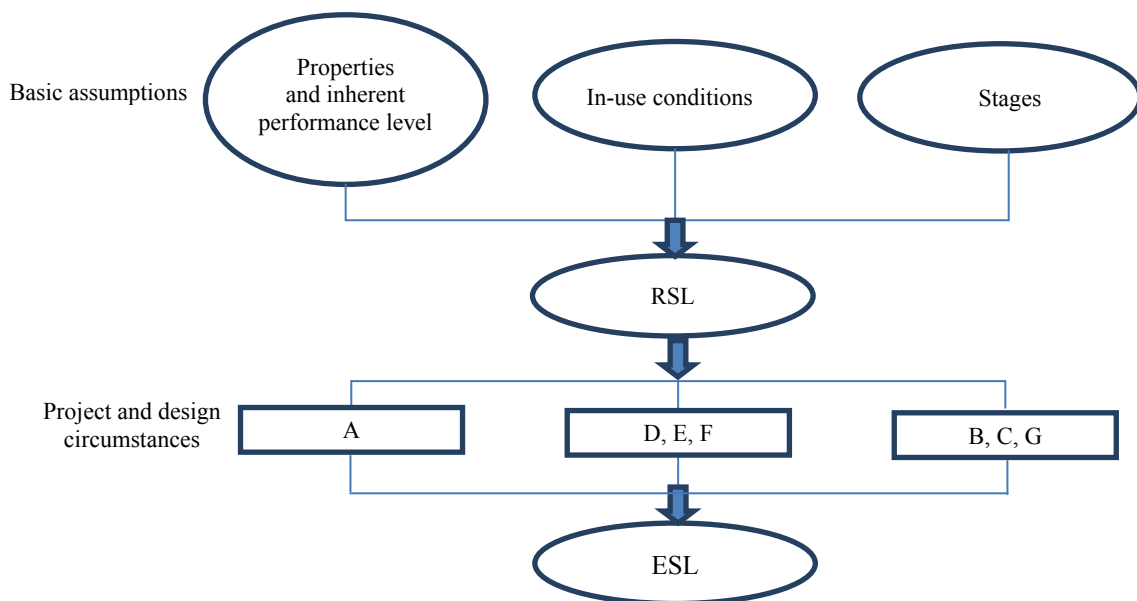 Basic assumptions
Properties
and inherent
performance level
In-use conditions
Stages
RSL
Project and design
circumstances
A
D, E, F
B, C, G
ESL